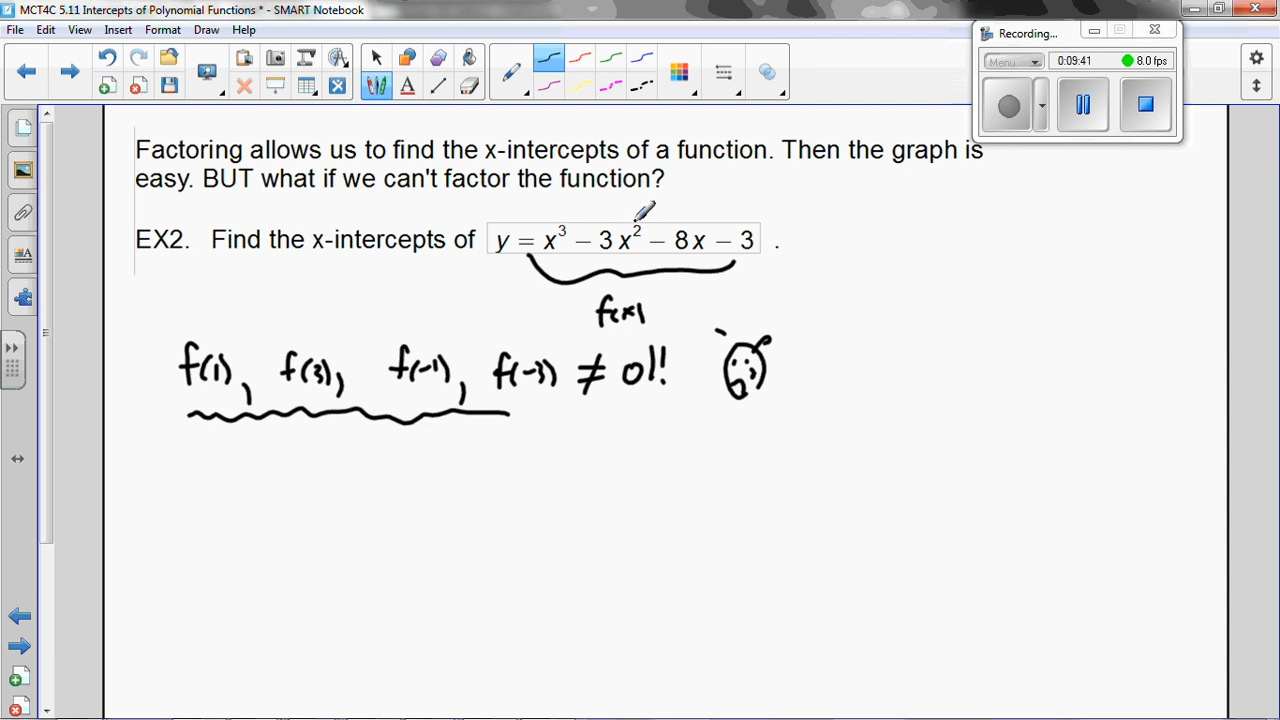 MCT4C 5.11 Intercepts of Polynomial Functions * - SMART Notebook
File Edit View Insert Format Draw Help
Recording...
Menu 0:09:41 8.0 fps
Factoring allows us to find the x-intercepts of a function. Then the graph is
easy. BUT what if we can't factor the function?
EX2. Find the x-intercepts of y = x³ − 3x² − 8x − 3 .
f(x)
f(1), f(3), f(-1), f(-3) ≠ 0!!